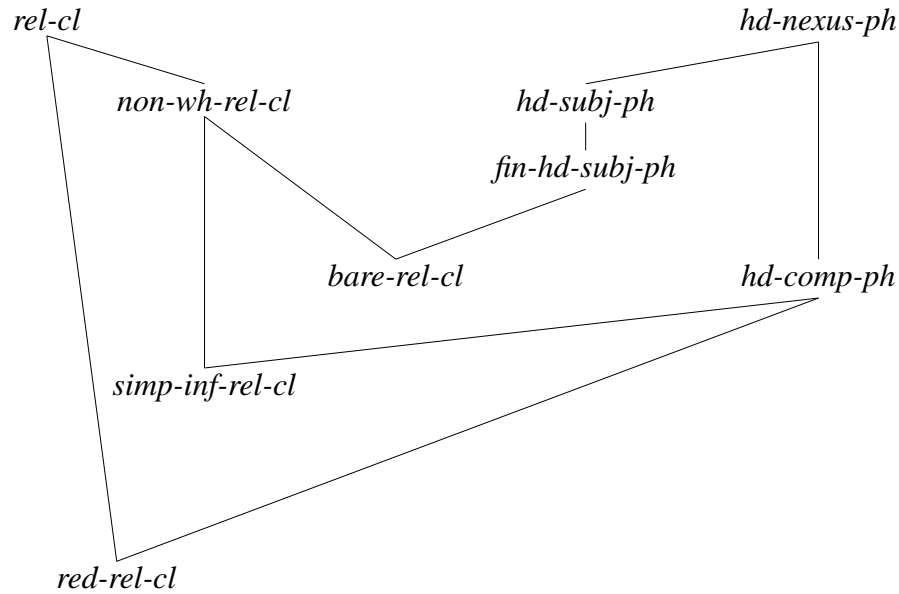 rel-cl hd-nexus-ph
non-wh-rel-cl hd-subj-ph
fin-hd-subj-ph
bare-rel-cl hd-comp-ph
simp-inf-rel-cl
red-rel-cl